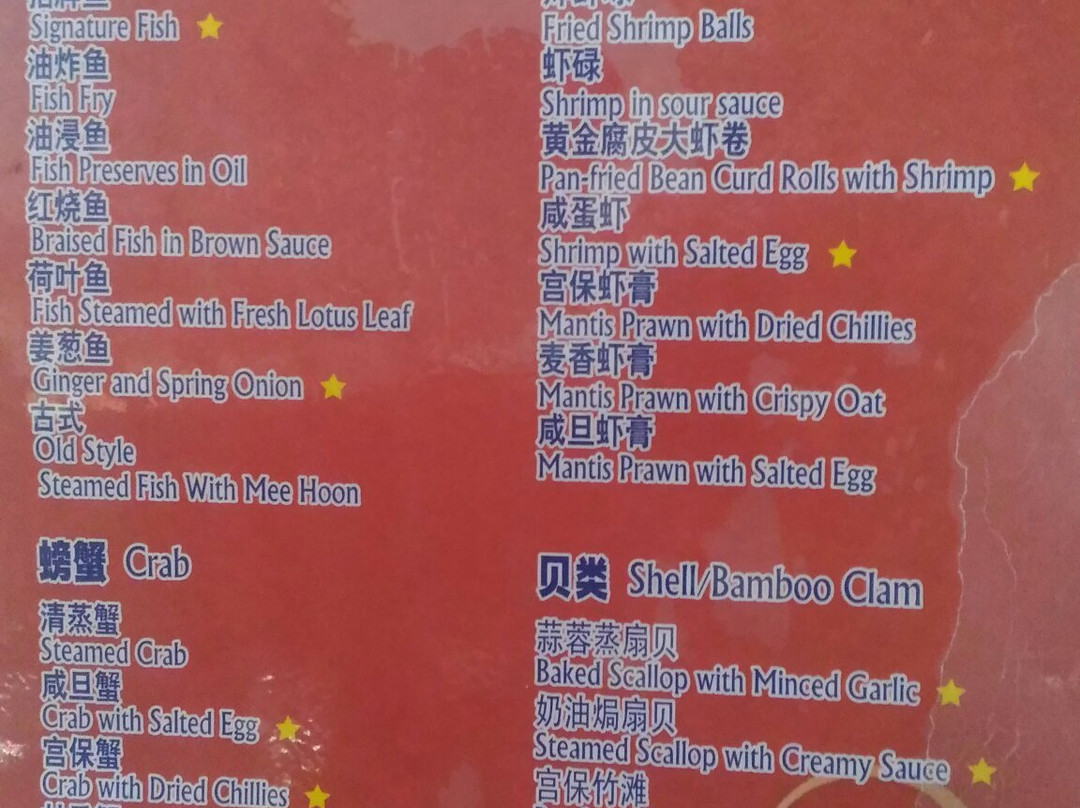 Signature Fish
油炸鱼
Fish Fry
油浸鱼
Fish Preserves in Oil
红烧鱼
Braised Fish in Brown Sauce
荷叶鱼
Fish Steamed with Fresh Lotus Leaf
姜葱鱼
Ginger and Spring Onion
古式
Old Style
Steamed Fish With Mee Hoon
螃蟹 Crab
清蒸蟹
Steamed Crab
咸旦蟹
Crab with Salted Egg
宫保蟹
Crab with Dried Chillies
Fried Shrimp Balls
虾碌
Shrimp in sour sauce
黄金腐皮大虾卷
Pan-fried Bean Curd Rolls with Shrimp
咸蛋虾
Shrimp with Salted Egg
宫保虾膏
Mantis Prawn with Dried Chillies
麦香虾膏
Mantis Prawn with Crispy Oat
咸旦虾膏
Mantis Prawn with Salted Egg
贝类 Shell/Bamboo Clam
蒜蓉蒸扇贝
Baked Scallop with Minced Garlic
奶油焗扇贝
Steamed Scallop with Creamy Sauce
宫保竹滩